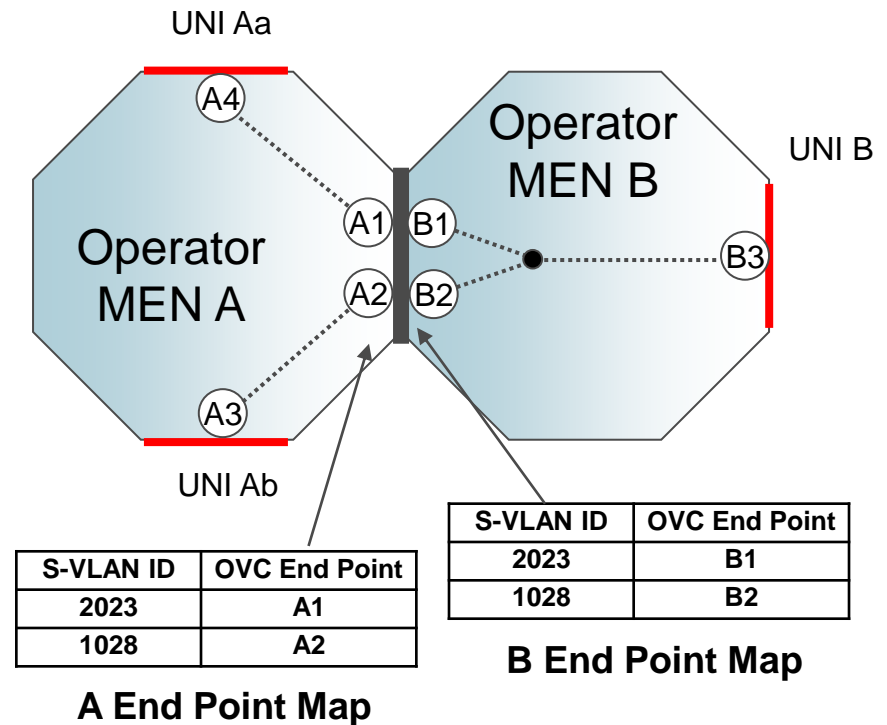 UNI Aa
A4
Operator
MEN B
UNI B
A1
B1
Operator
MEN A
B3
A2
B2
A3
UNI Ab
S-VLAN ID OVC End Point
2023 B1
1028 B2
B End Point Map
S-VLAN ID OVC End Point
2023 A1
1028 A2
A End Point Map